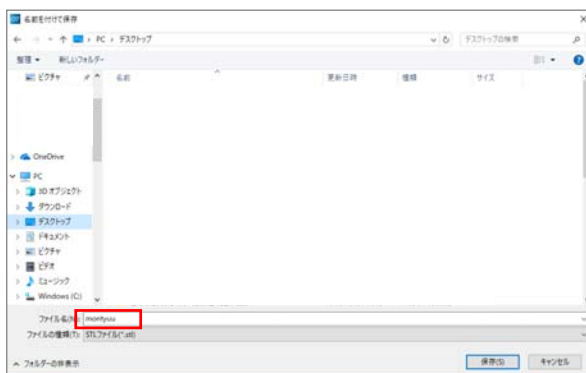 名前を付けて保存
PC › デスクトップ
デスクトップの検索
整理 新しいフォルダー
ピクチャ
名前 更新日時 種類 サイズ
OneDrive
PC
3D オブジェクト
ダウンロード
デスクトップ
ドキュメント
ピクチャ
ビデオ
ミュージック
Windows (C:)
ファイル名(N): montyuu
ファイルの種類(T): STLファイル(*.stl)
フォルダーの非表示
保存(S) キャンセル